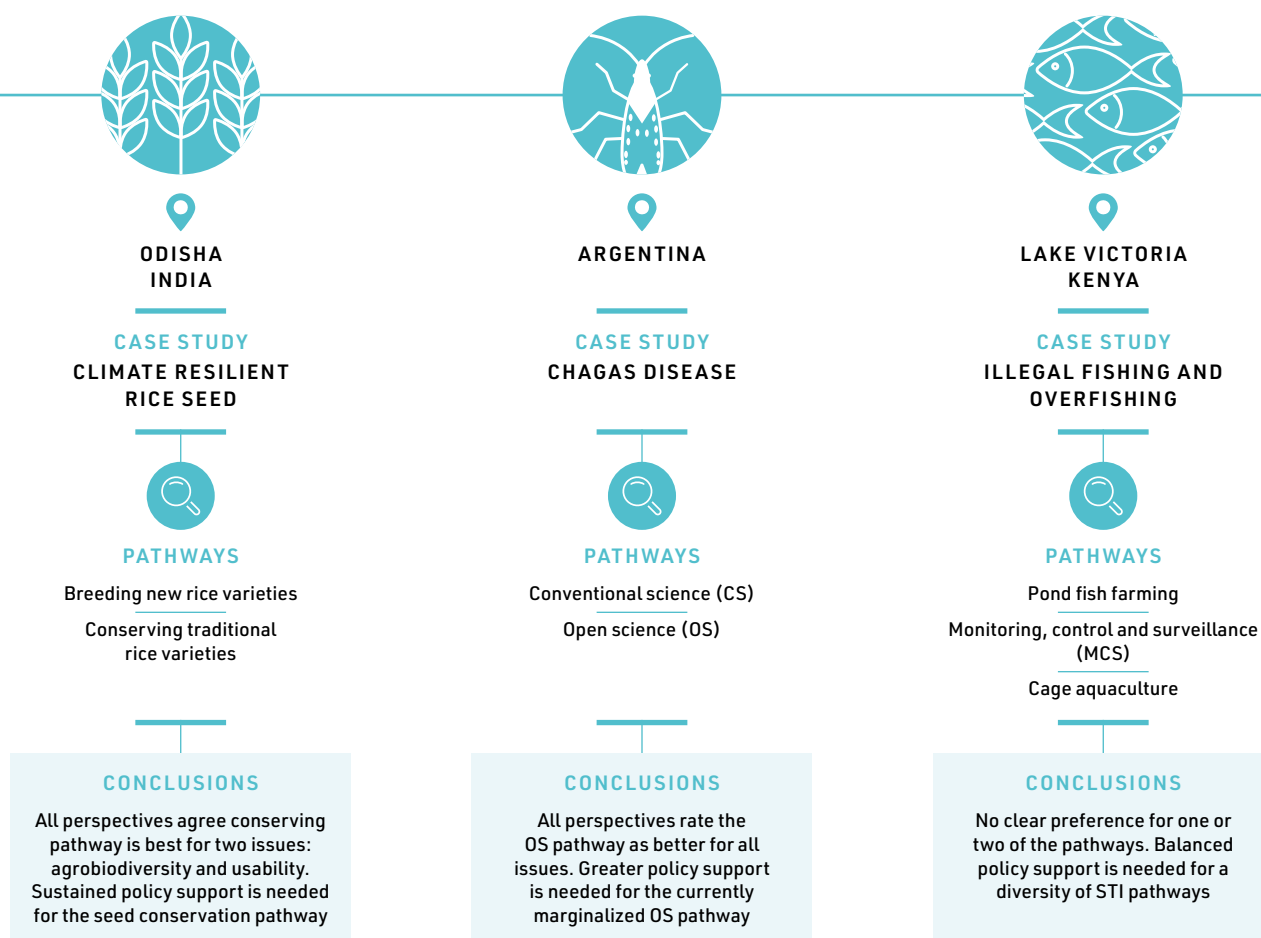 ODISHA
INDIA
CASE STUDY
CLIMATE RESILIENT
RICE SEED
PATHWAYS
Breeding new rice varieties
Conserving traditional
rice varieties
CONCLUSIONS
All perspectives agree conserving
pathway is best for two issues:
agrobiodiversity and usability.
Sustained policy support is needed
for the seed conservation pathway
ARGENTINA
CASE STUDY
CHAGAS DISEASE
PATHWAYS
Conventional science (CS)
Open science (OS)
CONCLUSIONS
All perspectives rate the
OS pathway as better for all
issues. Greater policy support
is needed for the currently
marginalized OS pathway
LAKE VICTORIA
KENYA
CASE STUDY
ILLEGAL FISHING AND
OVERFISHING
PATHWAYS
Pond fish farming
Monitoring, control and surveillance
(MCS)
Cage aquaculture
CONCLUSIONS
No clear preference for one or
two of the pathways. Balanced
policy support is needed for a
diversity of STI pathways